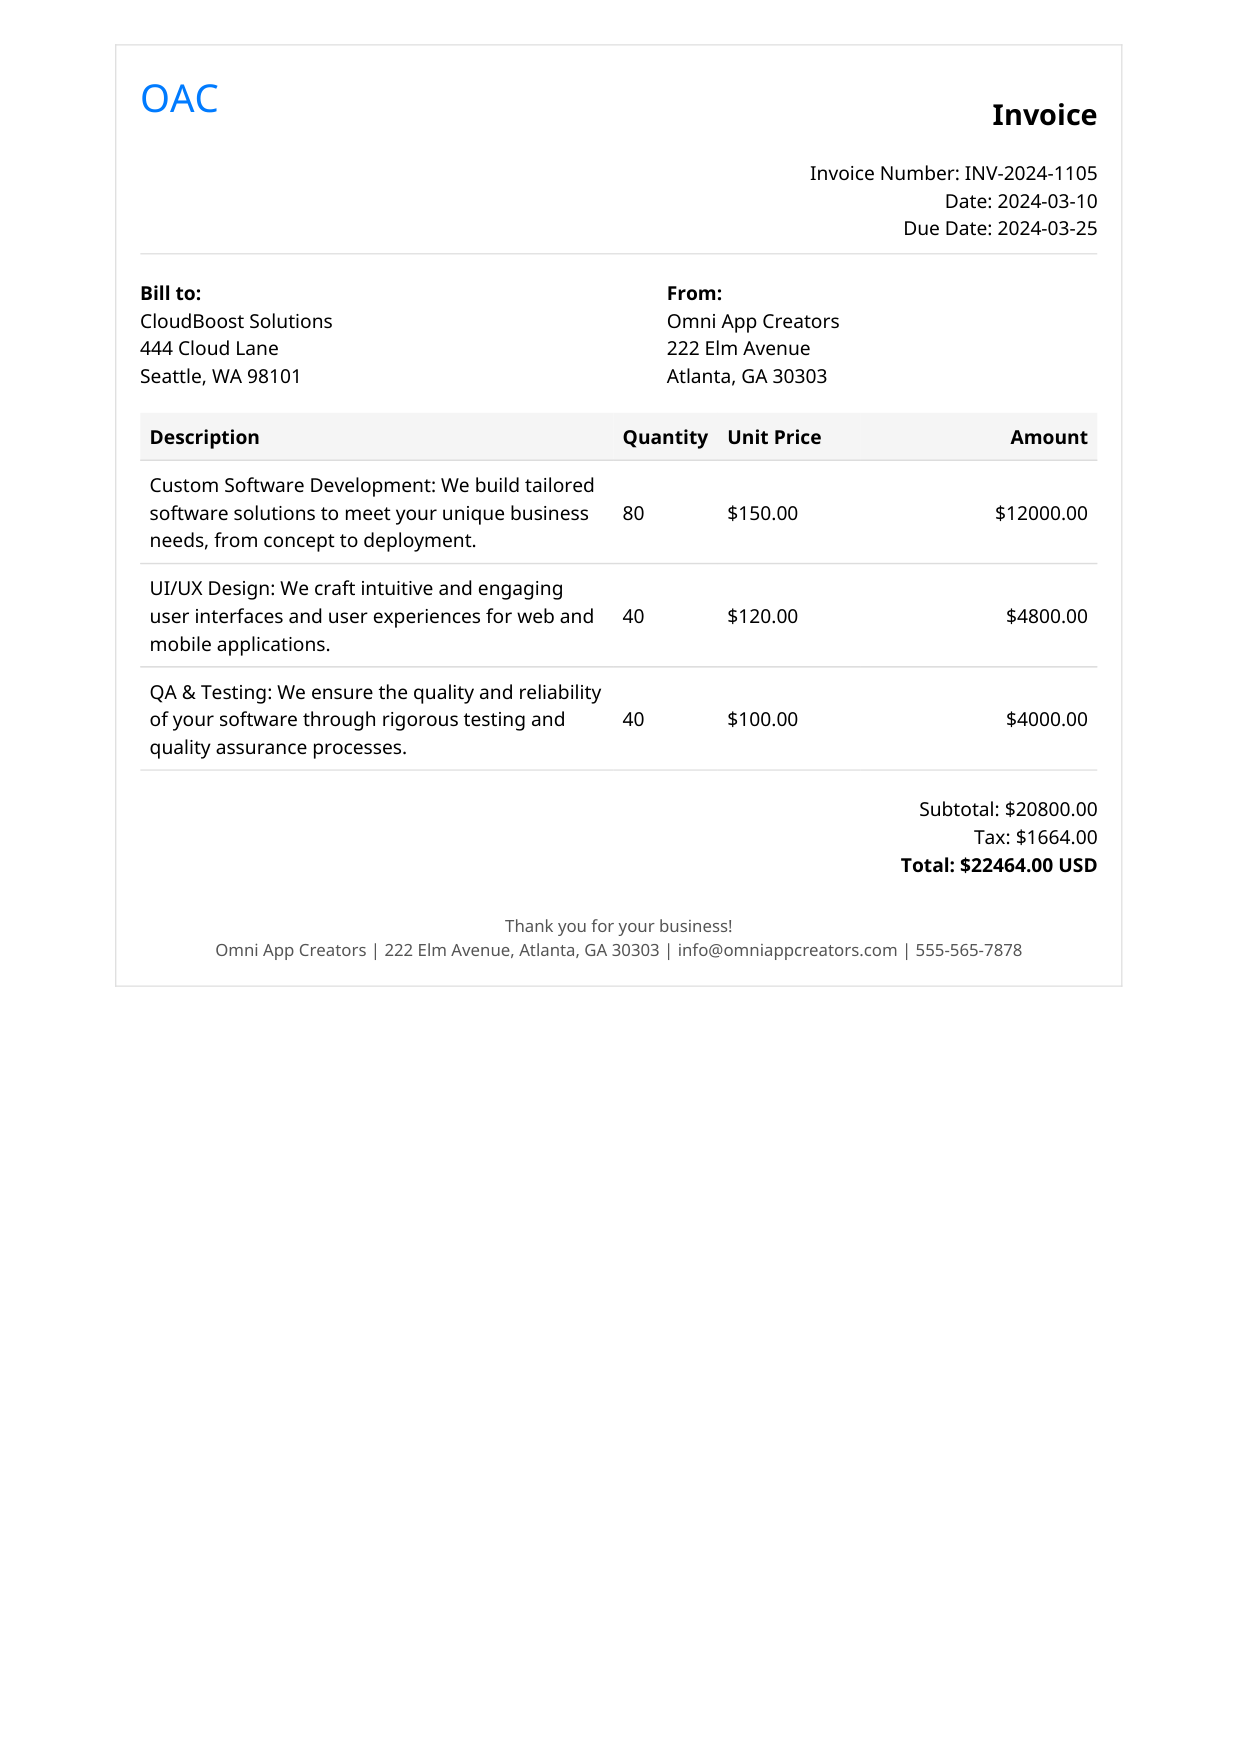 OAC
Invoice
Invoice Number: INV-2024-1105
Date: 2024-03-10
Due Date: 2024-03-25
Bill to:
CloudBoost Solutions
444 Cloud Lane
Seattle, WA 98101
From:
Omni App Creators
222 Elm Avenue
Atlanta, GA 30303
Description Quantity Unit Price Amount
Custom Software Development: We build tailored
software solutions to meet your unique business
needs, from concept to deployment.
80 $150.00 $12000.00
UI/UX Design: We craft intuitive and engaging
user interfaces and user experiences for web and
mobile applications.
40 $120.00 $4800.00
QA & Testing: We ensure the quality and reliability
of your software through rigorous testing and
quality assurance processes.
40 $100.00 $4000.00
Subtotal: $20800.00
Tax: $1664.00
Total: $22464.00 USD
Thank you for your business!
Omni App Creators | 222 Elm Avenue, Atlanta, GA 30303 | info@omniappcreators.com | 555-565-7878